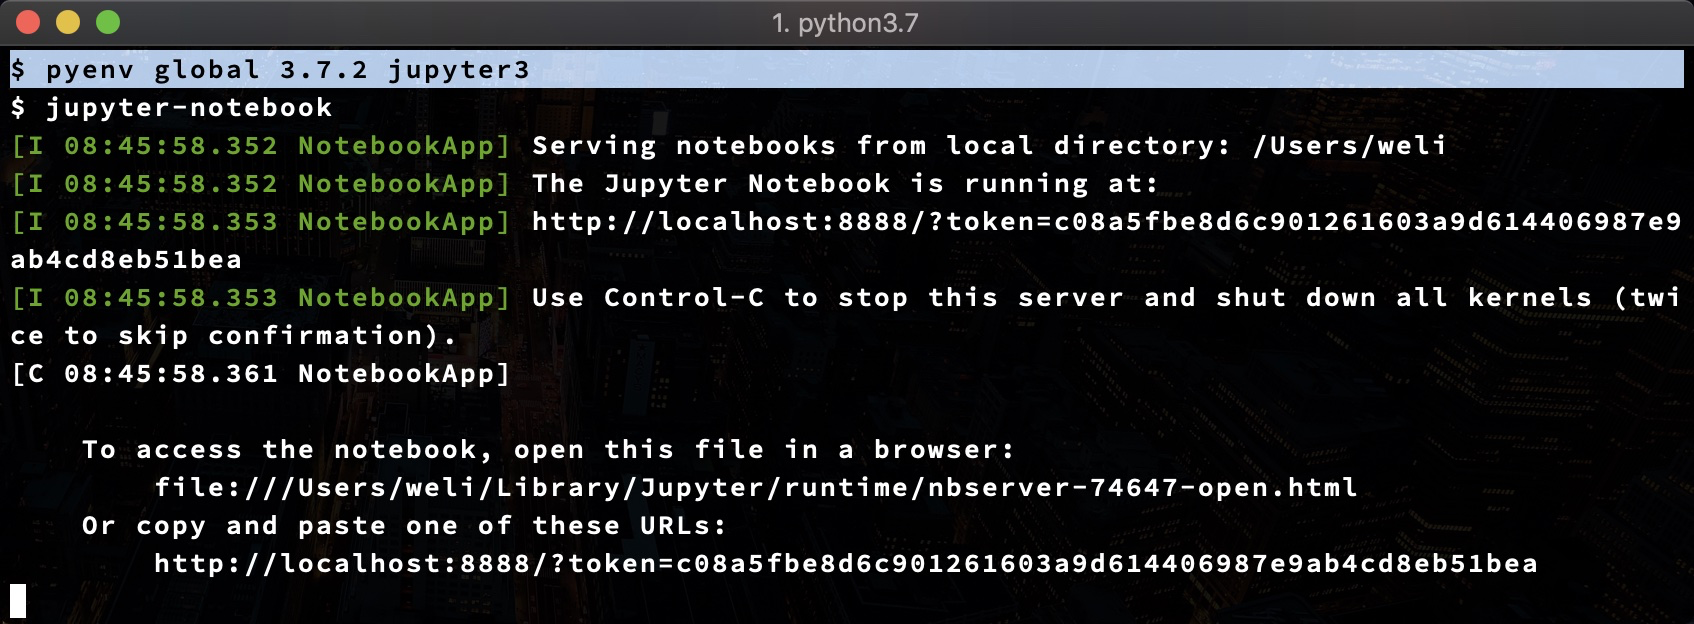 1. python3.7
$ pyenv global 3.7.2 jupyter3
$ jupyter-notebook
[I 08:45:58.352 NotebookApp] Serving notebooks from local directory: /Users/weli
[I 08:45:58.352 NotebookApp] The Jupyter Notebook is running at:
[I 08:45:58.353 NotebookApp] http://localhost:8888/?token=c08a5fbe8d6c901261603a9d614406987e9
ab4cd8eb51bea
[I 08:45:58.353 NotebookApp] Use Control-C to stop this server and shut down all kernels (twi
ce to skip confirmation).
[C 08:45:58.361 NotebookApp]
To access the notebook, open this file in a browser:
file:///Users/weli/Library/Jupyter/runtime/nbserver-74647-open.html
Or copy and paste one of these URLs:
http://localhost:8888/?token=c08a5fbe8d6c901261603a9d614406987e9ab4cd8eb51bea